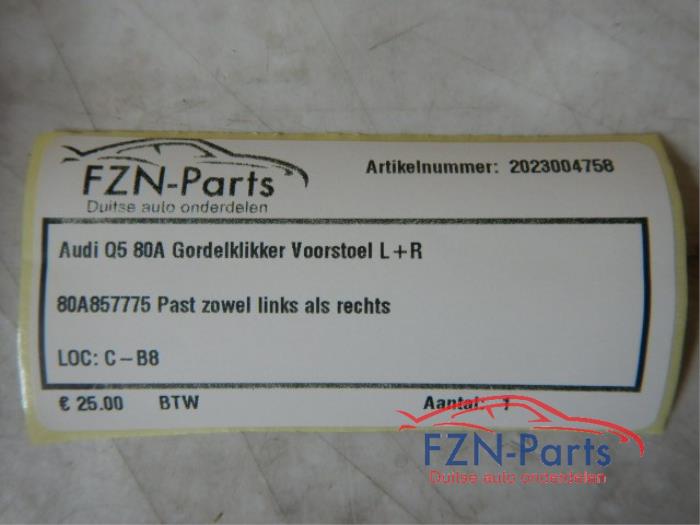 FZN-Parts
Duitse auto onderdelen
Artikelnummer: 2023004758
Audi Q5 80A Gordelklikker Voorstoel L+R
80A857775 Past zowel links als rechts
LOC: C-B8
€ 25.00 BTW Aantal: 1
FZN-Parts
Duitse auto onderdelen